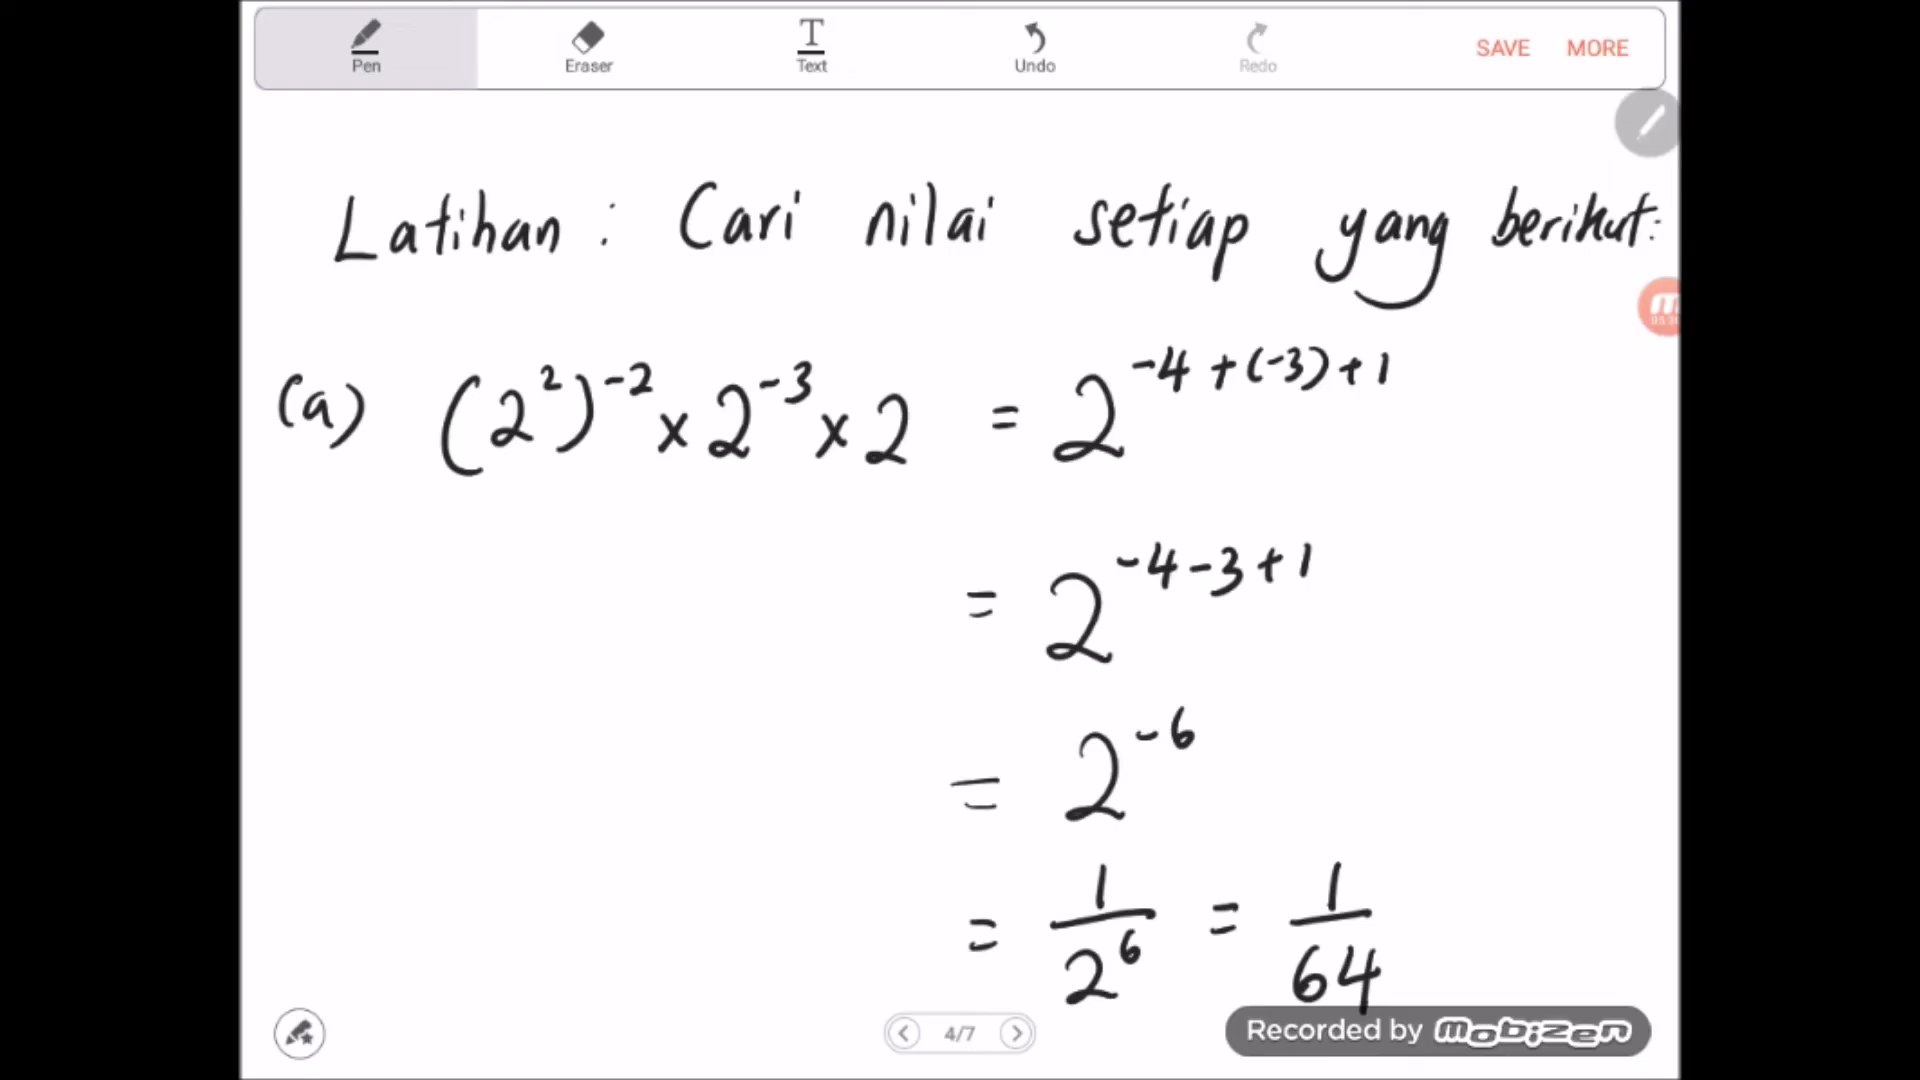 Pen Eraser Text Undo Redo SAVE MORE
Latihan : Cari nilai setiap yang berikut:
(a) (2²)⁻² × 2⁻³ × 2 = 2⁻⁴ ⁺ ⁽⁻³⁾ ⁺ ¹
= 2⁻⁴⁻³⁺¹
= 2⁻⁶
= 1/2⁶ = 1/64
4/7
Recorded by mobizen